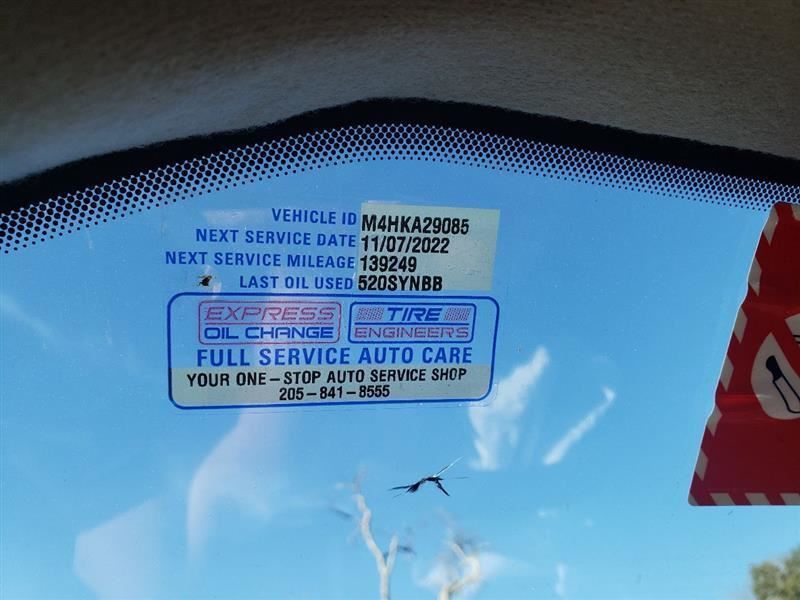 VEHICLE ID M4HKA29085
NEXT SERVICE DATE 11/07/2022
NEXT SERVICE MILEAGE 139249
LAST OIL USED 520SYNBB
EXPRESS OIL CHANGE
TIRE ENGINEERS
FULL SERVICE AUTO CARE
YOUR ONE-STOP AUTO SERVICE SHOP
205-841-8555